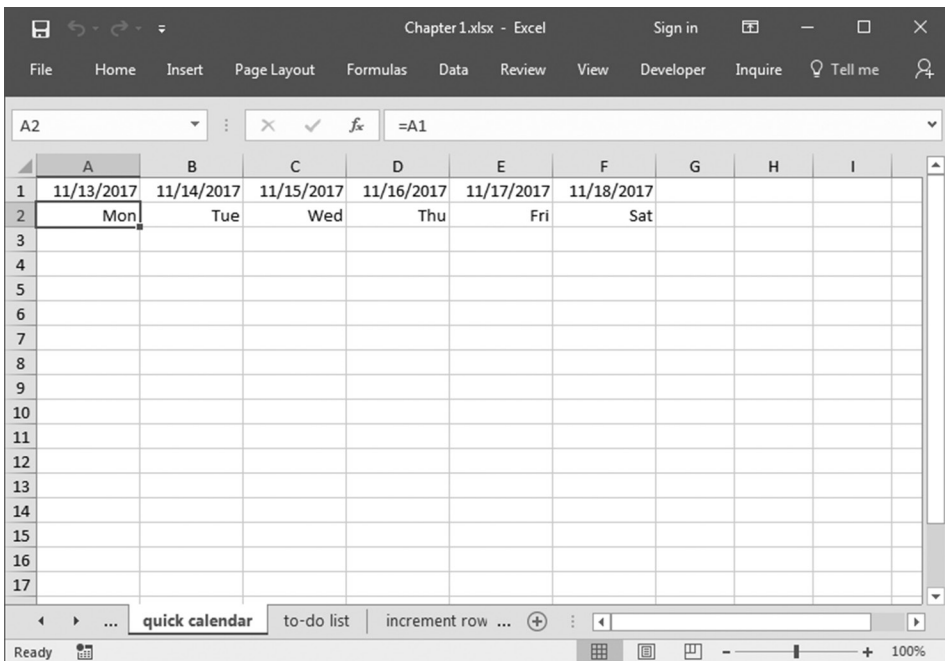 Chapter 1.xlsx - Excel Sign in
File Home Insert Page Layout Formulas Data Review View Developer Inquire Tell me
A2 fx =A1
A B C D E F G H I
1 11/13/2017 11/14/2017 11/15/2017 11/16/2017 11/17/2017 11/18/2017
2 Mon Tue Wed Thu Fri Sat
3
4
5
6
7
8
9
10
11
12
13
14
15
16
17
... quick calendar to-do list increment row ...
Ready 100%